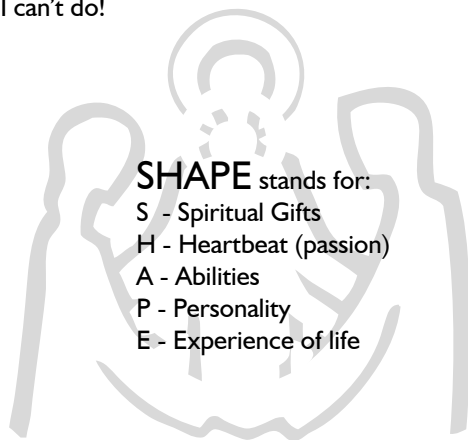 I can’t do!
SHAPE stands for:
S - Spiritual Gifts
H - Heartbeat (passion)
A - Abilities
P - Personality
E - Experience of life